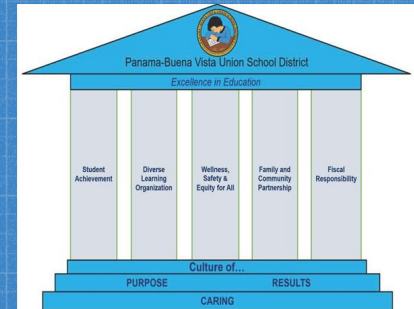 Panama-Buena Vista Union School District
Excellence in Education
Student
Achievement
Diverse
Learning
Organization
Wellness,
Safety &
Equity for All
Family and
Community
Partnership
Fiscal
Responsibility
Culture of...
PURPOSE RESULTS
CARING